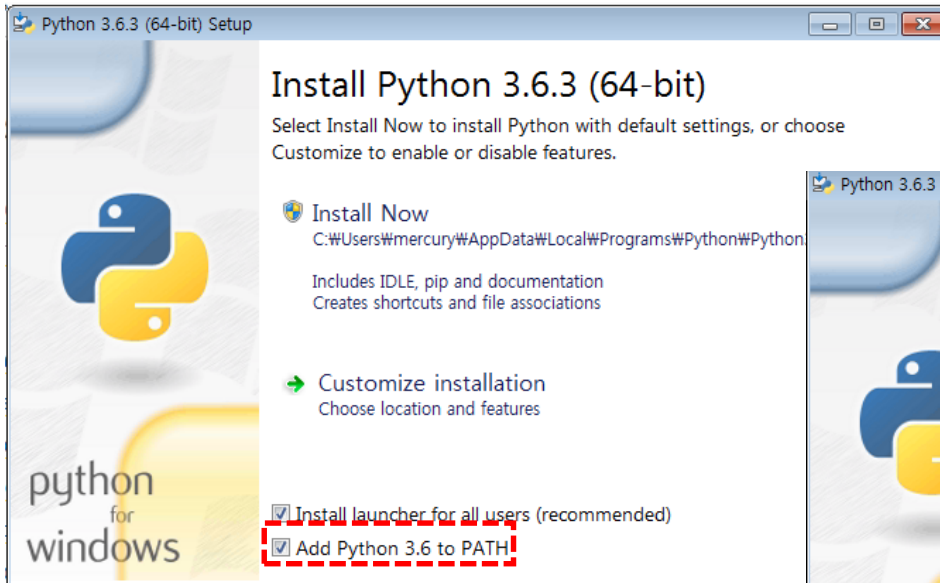 Python 3.6.3 (64-bit) Setup
Install Python 3.6.3 (64-bit)
Select Install Now to install Python with default settings, or choose
Customize to enable or disable features.
Python 3.6.3
Install Now
C:₩Users₩mercury₩AppData₩Local₩Programs₩Python₩Python
Includes IDLE, pip and documentation
Creates shortcuts and file associations
Customize installation
Choose location and features
Install launcher for all users (recommended)
Add Python 3.6 to PATH
python
for
windows